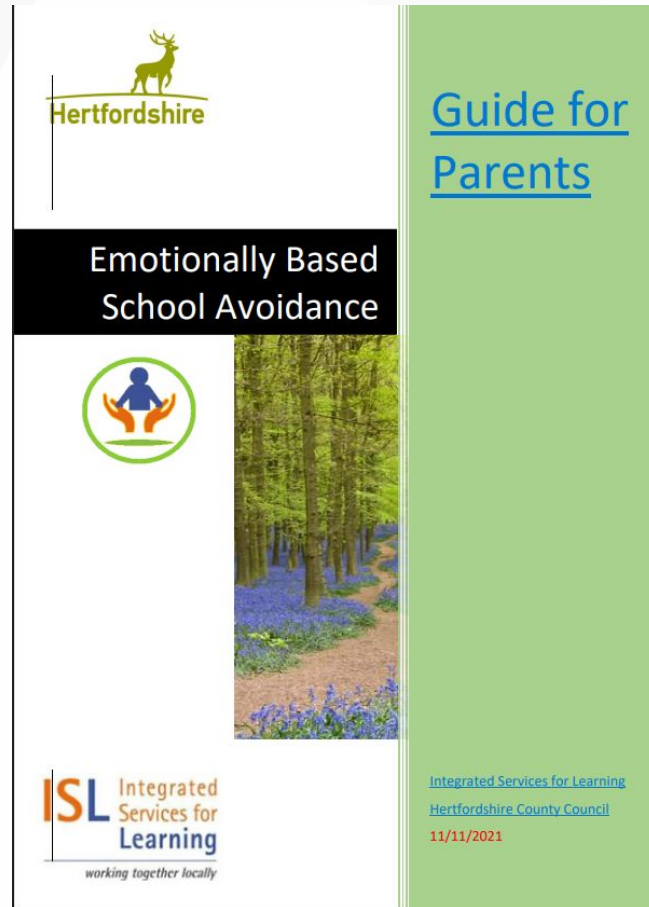 Hertfordshire
Guide for
Parents
Emotionally Based
School Avoidance
ISL Integrated
Services for
Learning
working together locally
Integrated Services for Learning
Hertfordshire County Council
11/11/2021